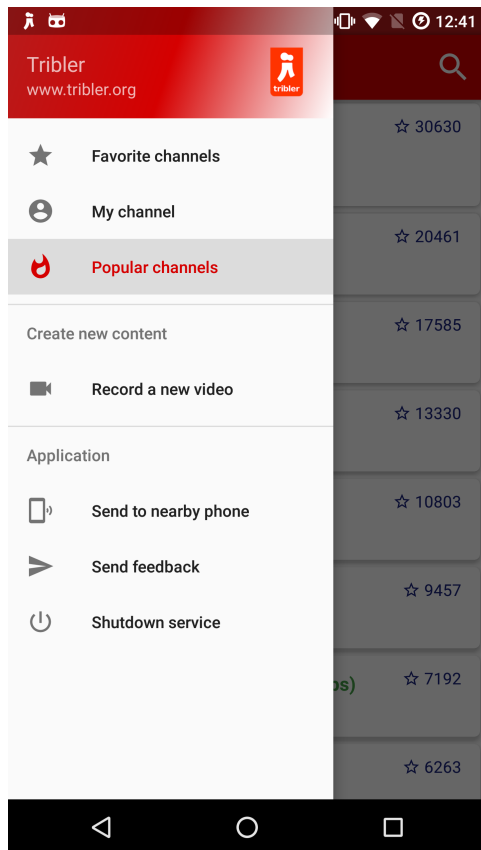 12:41
Tribler
www.tribler.org
tribler
Favorite channels
My channel
Popular channels
Create new content
Record a new video
Application
Send to nearby phone
Send feedback
Shutdown service
30630
20461
17585
13330
10803
9457
7192
6263